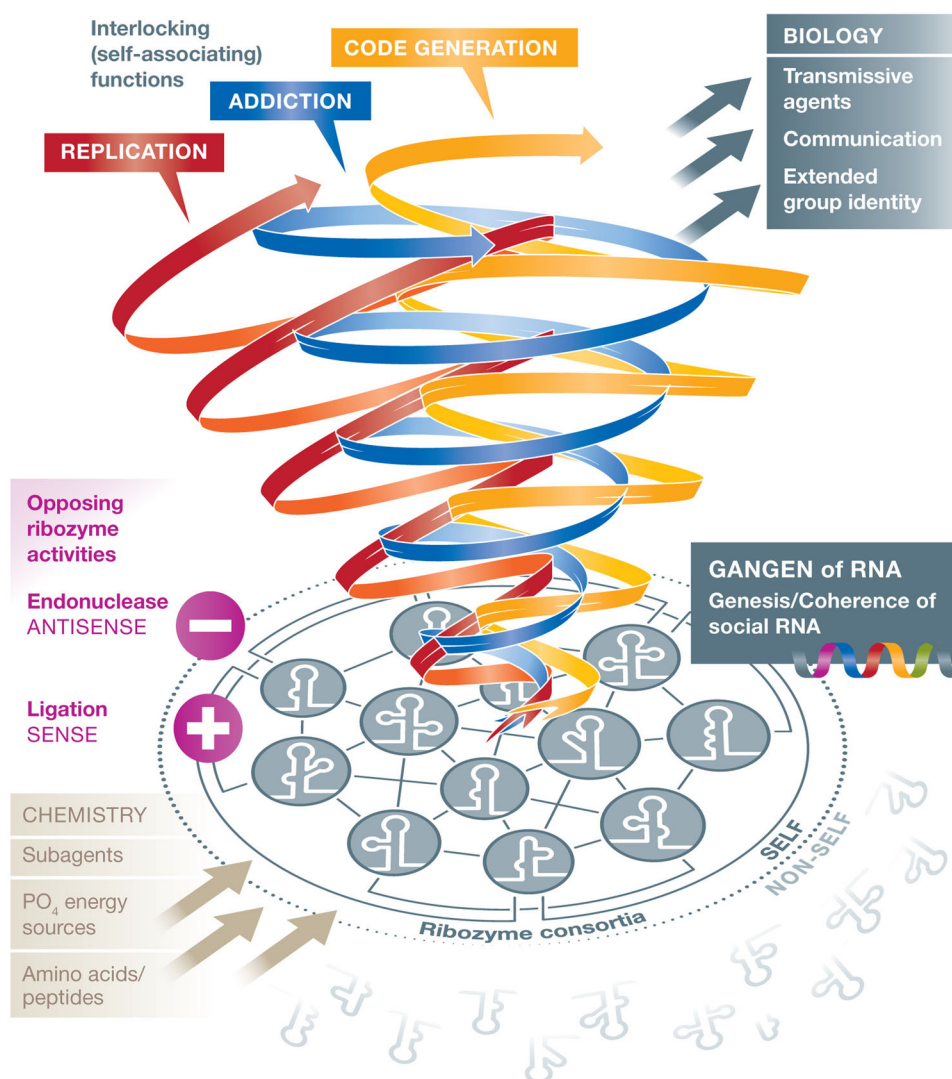 Interlocking
(self-associating)
functions
CODE GENERATION
ADDICTION
REPLICATION
BIOLOGY
Transmissive
agents
Communication
Extended
group identity
Opposing
ribozyme
activities
Endonuclease
ANTISENSE
Ligation
SENSE
GANGEN of RNA
Genesis/Coherence of
social RNA
CHEMISTRY
Subagents
PO₄ energy
sources
Amino acids/
peptides
SELF
NON-SELF
Ribozyme consortia